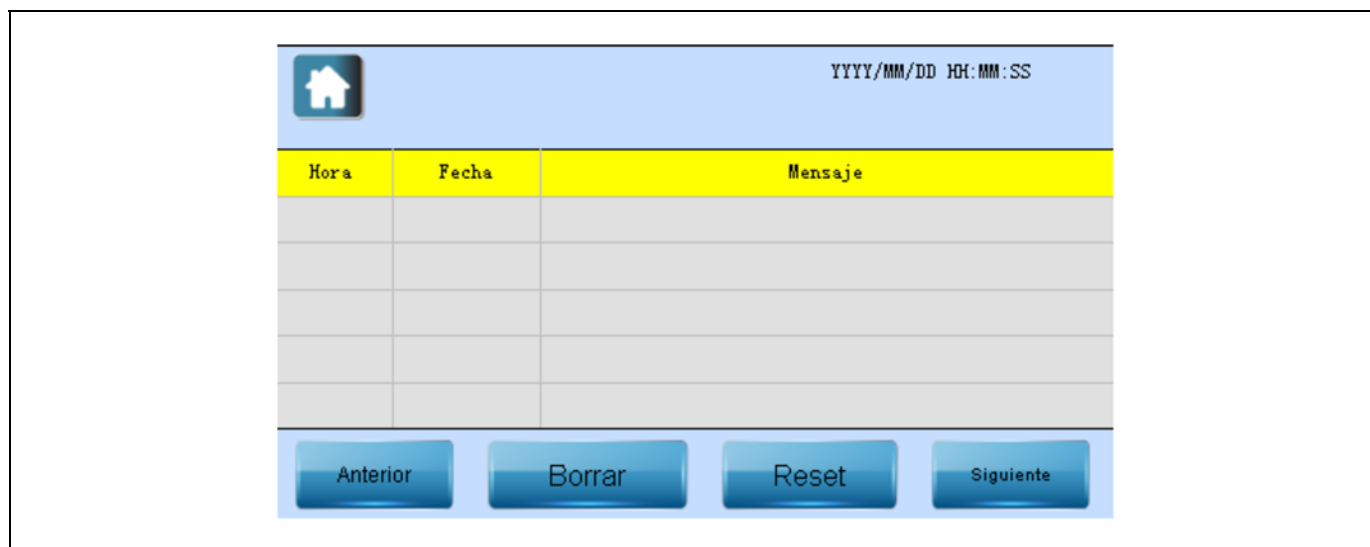 YYYY/MM/DD HH:MM:SS
Hora Fecha Mensaje
Anterior Borrar Reset Siguiente